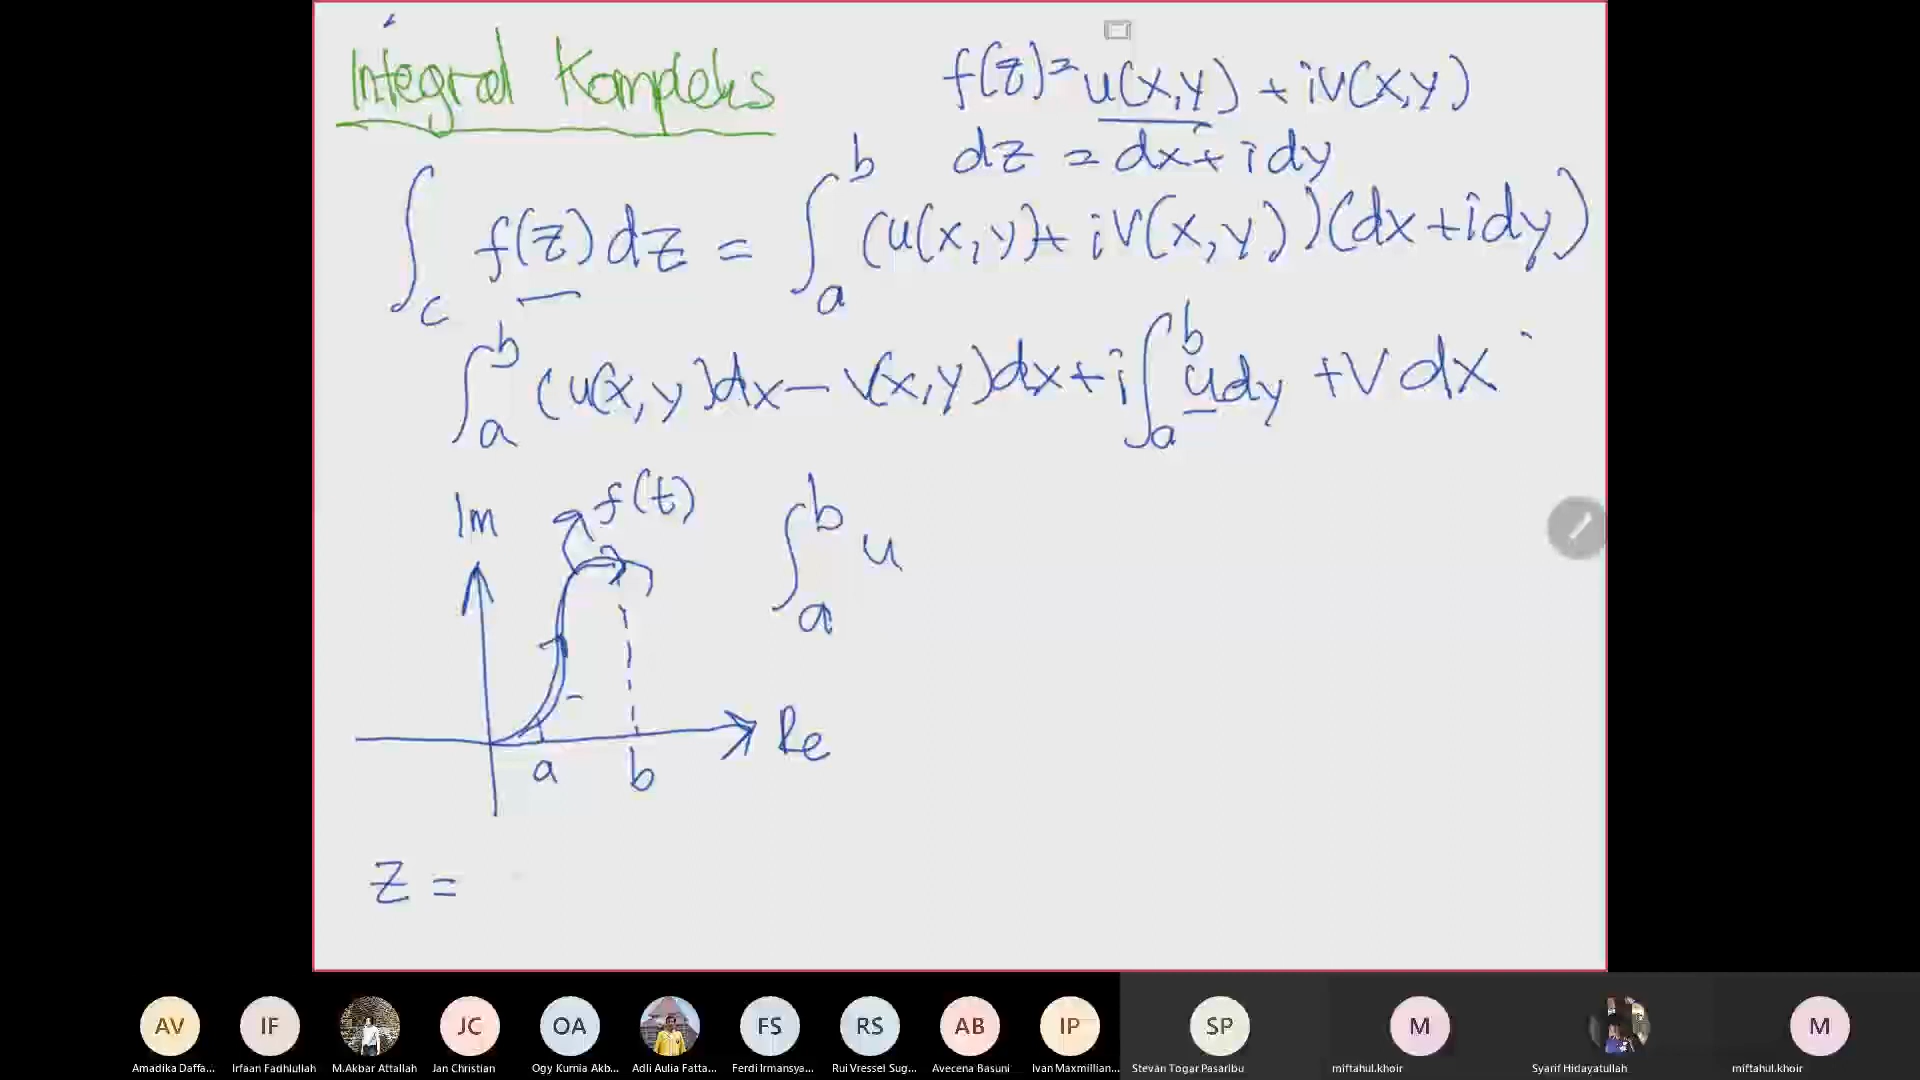 Integral Kompleks
f(z) = u(x,y) + iv(x,y)
dz = dx + i dy
∫_c f(z) dz = ∫_a^b (u(x,y) + iV(x,y))(dx + idy)
∫_a^b (u(x,y)dx − v(x,y)dx + i∫_a^b udy + V dx
Im
f(t)
∫_a^b u
Re
a b
Z =
AV IF JC OA FS RS AB IP SP M M
Amadika Daffa... Irfaan Fadhlullah M.Akbar Attallah Jan Christian Ogy Kurnia Akb... Adli Aulia Fatta... Ferdi Irmansya... Rui Vressel Sug... Avecena Basuni Ivan Maxmillian... Stevan Togar Pasaribu miftahul.khoir Syarif Hidayatullah miftahul.khoir